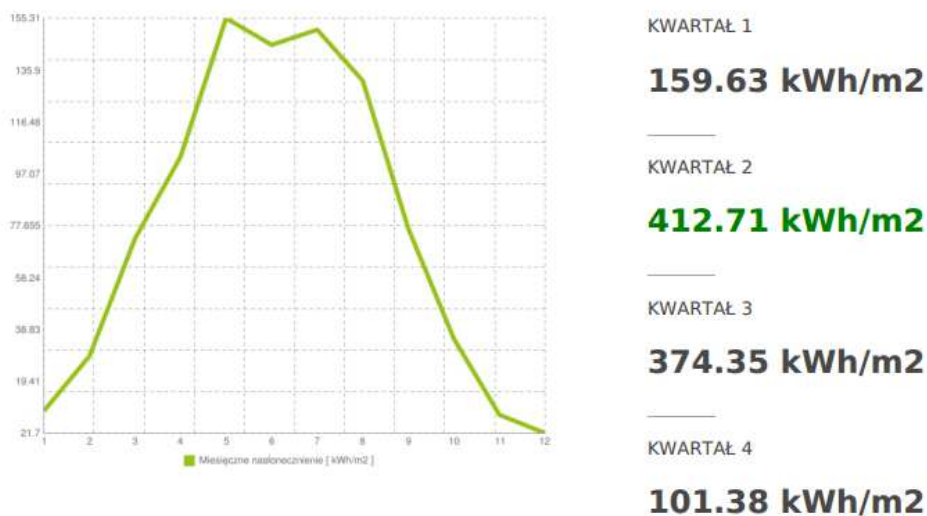 155.31
135.9
116.48
97.07
77.655
58.24
38.83
19.41
21.7
1 2 3 4 5 6 7 8 9 10 11 12
Miesięczne nasłonecznienie [ kWh/m2 ]
KWARTAŁ 1
159.63 kWh/m2
KWARTAŁ 2
412.71 kWh/m2
KWARTAŁ 3
374.35 kWh/m2
KWARTAŁ 4
101.38 kWh/m2